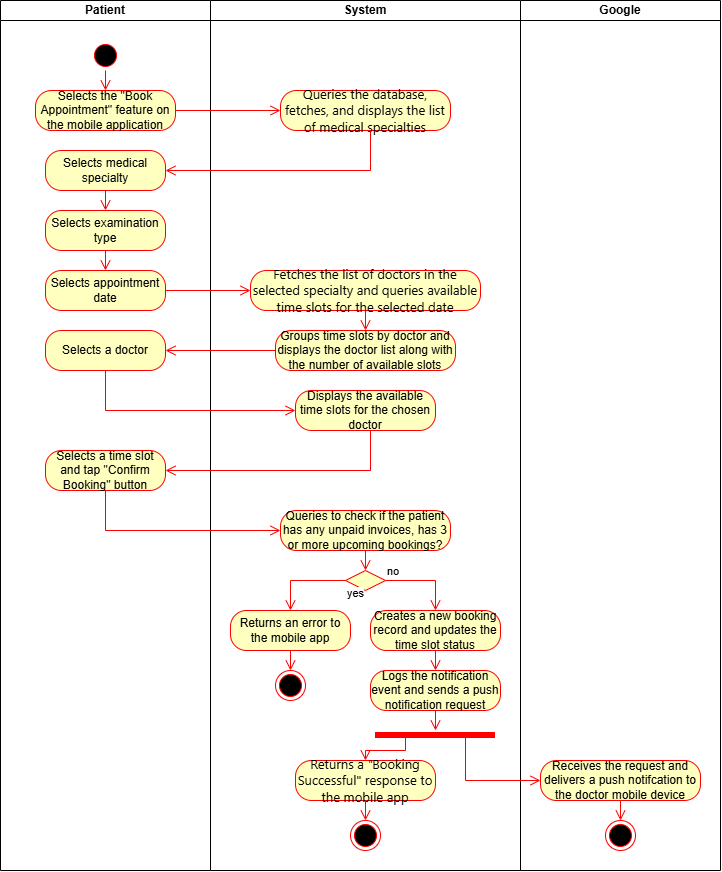 Patient
System
Google
Selects the "Book
Appointment" feature on
the mobile application
Queries the database,
fetches, and displays the list
of medical specialties
Selects medical
specialty
Selects examination
type
Selects appointment
date
Fetches the list of doctors in the
selected specialty and queries available
time slots for the selected date
Groups time slots by doctor and
displays the doctor list along with
the number of available slots
Selects a doctor
Displays the available
time slots for the chosen
doctor
Selects a time slot
and tap "Confirm
Booking" button
Queries to check if the patient
has any unpaid invoices, has 3
or more upcoming bookings?
no
yes
Returns an error to
the mobile app
Creates a new booking
record and updates the
time slot status
Logs the notification
event and sends a push
notification request
Returns a "Booking
Successful" response to
the mobile app
Receives the request and
delivers a push notifcation to
the doctor mobile device